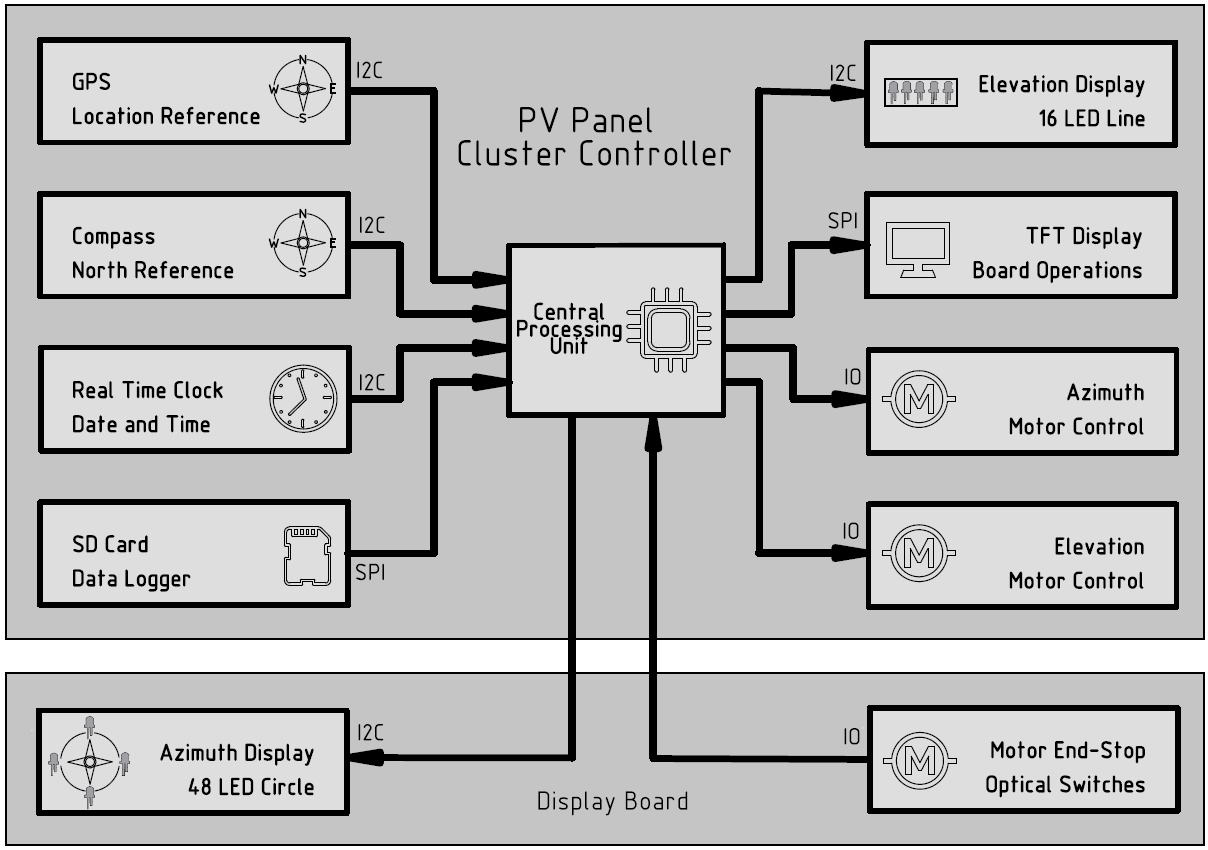 PV Panel
Cluster Controller
GPS
Location Reference
N
W
E
S
I2C
Compass
North Reference
N
W
E
S
I2C
Real Time Clock
Date and Time
I2C
SD Card
Data Logger
SPI
Central
Processing
Unit
I2C
Elevation Display
16 LED Line
SPI
TFT Display
Board Operations
IO
M
Azimuth
Motor Control
IO
M
Elevation
Motor Control
Azimuth Display
48 LED Circle
I2C
Display Board
IO
M
Motor End-Stop
Optical Switches